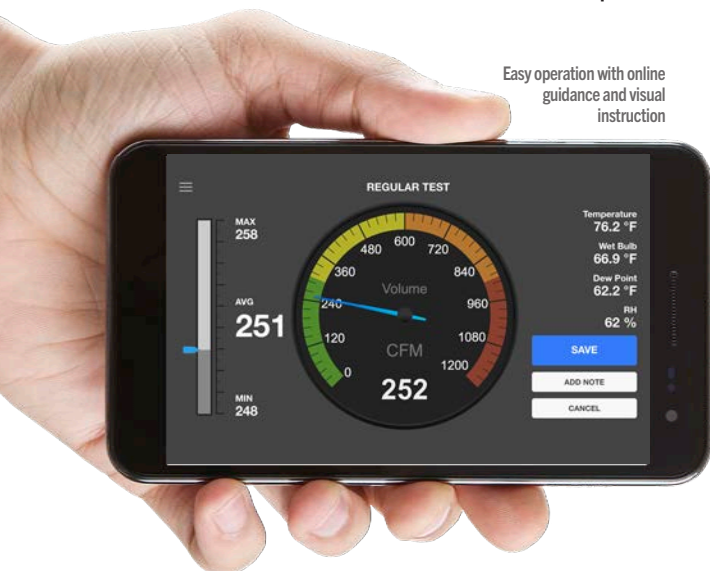 Easy operation with online
guidance and visual
instruction
REGULAR TEST
MAX
258
AVG
251
MIN
248
0
120
240
360
480
600
720
840
960
1080
1200
Volume
CFM
252
Temperature
76.2 °F
Wet Bulb
66.9 °F
Dew Point
62.2 °F
RH
62 %
SAVE
ADD NOTE
CANCEL